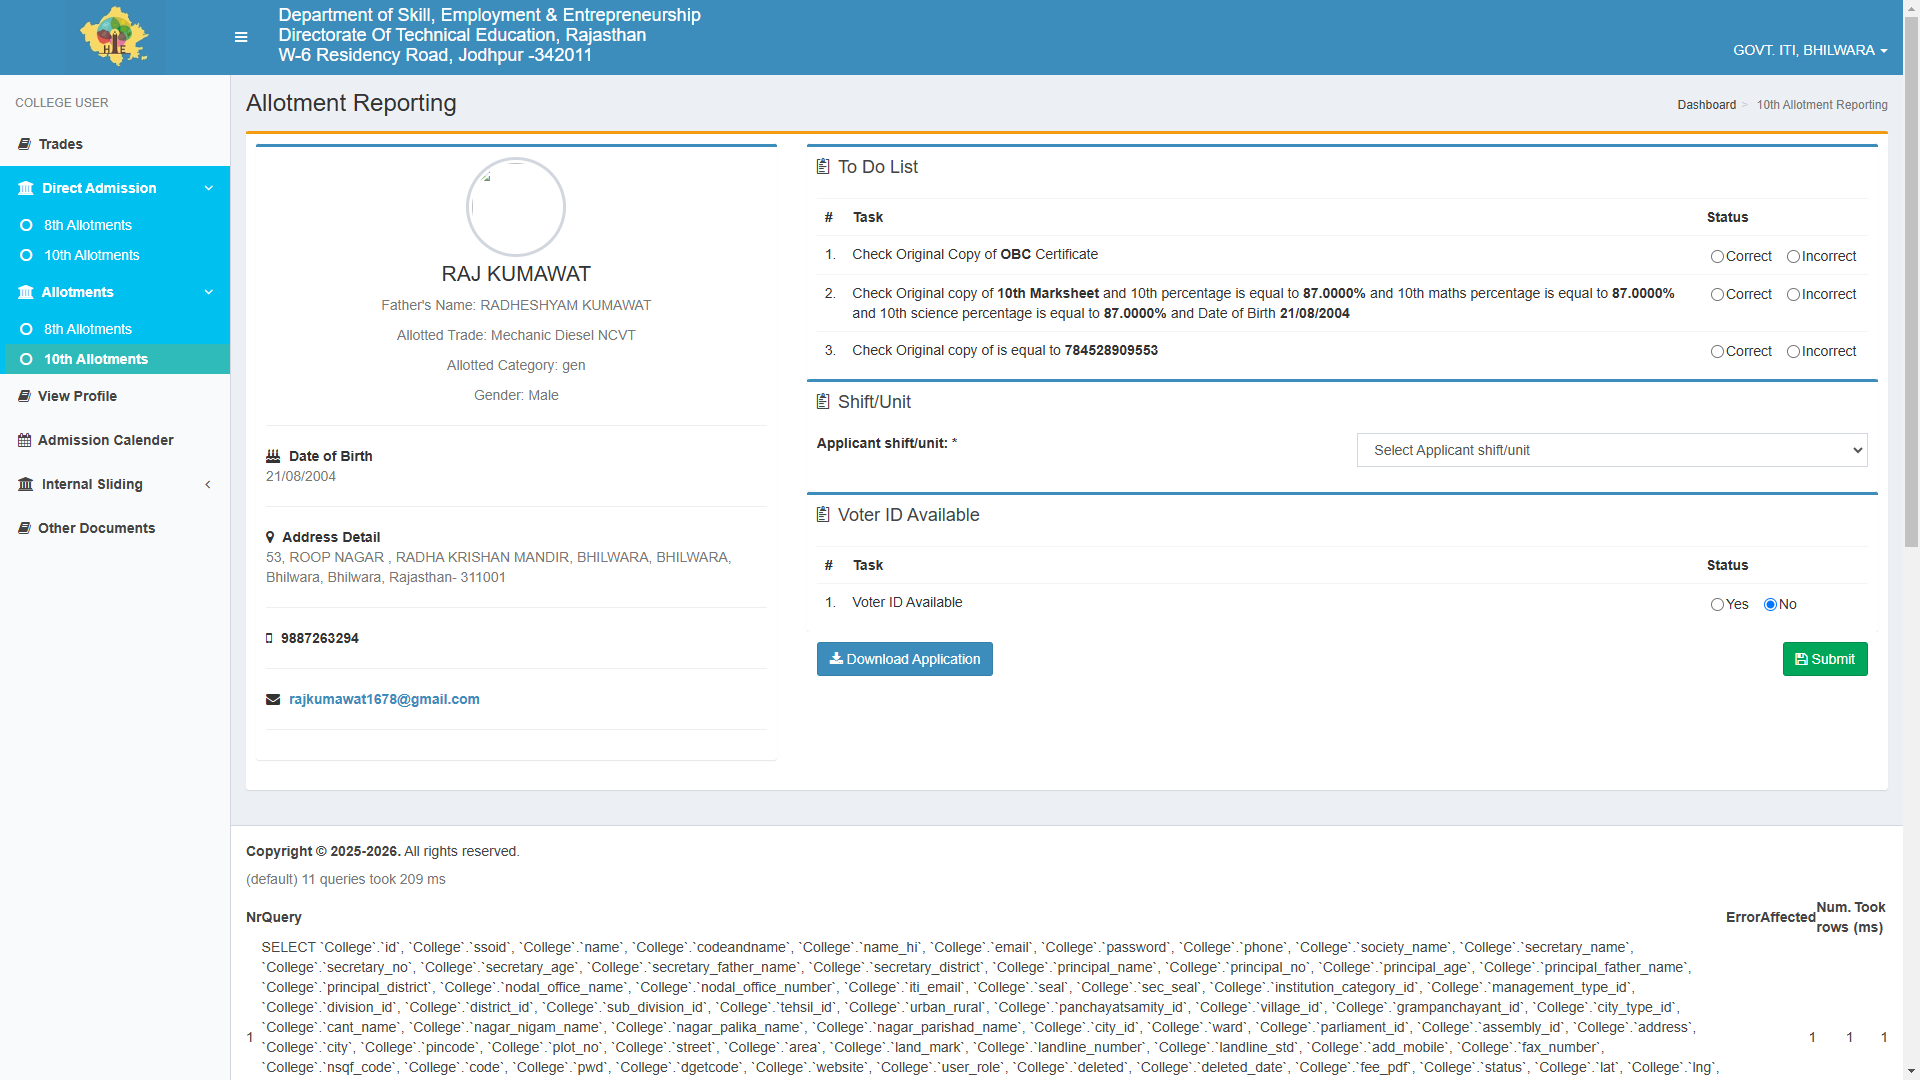 Department of Skill, Employment & Entrepreneurship
Directorate Of Technical Education, Rajasthan
W-6 Residency Road, Jodhpur -342011
GOVT. ITI, BHILWARA
H E
COLLEGE USER
Trades
Direct Admission
8th Allotments
10th Allotments
Allotments
8th Allotments
10th Allotments
View Profile
Admission Calender
Internal Sliding
Other Documents
Allotment Reporting
Dashboard > 10th Allotment Reporting
RAJ KUMAWAT
Father's Name: RADHESHYAM KUMAWAT
Allotted Trade: Mechanic Diesel NCVT
Allotted Category: gen
Gender: Male
Date of Birth
21/08/2004
Address Detail
53, ROOP NAGAR , RADHA KRISHAN MANDIR, BHILWARA, BHILWARA,
Bhilwara, Bhilwara, Rajasthan- 311001
9887263294
rajkumawat1678@gmail.com
To Do List
# Task Status
1. Check Original Copy of OBC Certificate Correct Incorrect
2. Check Original copy of 10th Marksheet and 10th percentage is equal to 87.0000% and 10th maths percentage is equal to 87.0000% Correct Incorrect
and 10th science percentage is equal to 87.0000% and Date of Birth 21/08/2004
3. Check Original copy of is equal to 784528909553 Correct Incorrect
Shift/Unit
Applicant shift/unit: * Select Applicant shift/unit
Voter ID Available
# Task Status
1. Voter ID Available Yes No
Download Application Submit
Copyright © 2025-2026. All rights reserved.
(default) 11 queries took 209 ms
NrQuery ErrorAffected Num. rows Took (ms)
SELECT `College`.`id`, `College`.`ssoid`, `College`.`name`, `College`.`codeandname`, `College`.`name_hi`, `College`.`email`, `College`.`password`, `College`.`phone`, `College`.`society_name`, `College`.`secretary_name`,
`College`.`secretary_no`, `College`.`secretary_age`, `College`.`secretary_father_name`, `College`.`secretary_district`, `College`.`principal_name`, `College`.`principal_no`, `College`.`principal_age`, `College`.`principal_father_name`,
`College`.`principal_district`, `College`.`nodal_office_name`, `College`.`nodal_office_number`, `College`.`iti_email`, `College`.`seal`, `College`.`sec_seal`, `College`.`institution_category_id`, `College`.`management_type_id`,
`College`.`division_id`, `College`.`district_id`, `College`.`sub_division_id`, `College`.`tehsil_id`, `College`.`urban_rural`, `College`.`panchayatsamity_id`, `College`.`village_id`, `College`.`grampanchayant_id`, `College`.`city_type_id`,
`College`.`cant_name`, `College`.`nagar_nigam_name`, `College`.`nagar_palika_name`, `College`.`nagar_parishad_name`, `College`.`city_id`, `College`.`ward`, `College`.`parliament_id`, `College`.`assembly_id`, `College`.`address`,
1 `College`.`city`, `College`.`pincode`, `College`.`plot_no`, `College`.`street`, `College`.`area`, `College`.`land_mark`, `College`.`landline_number`, `College`.`landline_std`, `College`.`add_mobile`, `College`.`fax_number`, 1 1 1
`College`.`nsqf_code`, `College`.`code`, `College`.`pwd`, `College`.`dgetcode`, `College`.`website`, `College`.`user_role`, `College`.`deleted`, `College`.`deleted_date`, `College`.`fee_pdf`, `College`.`status`, `College`.`lat`, `College`.`lng`,